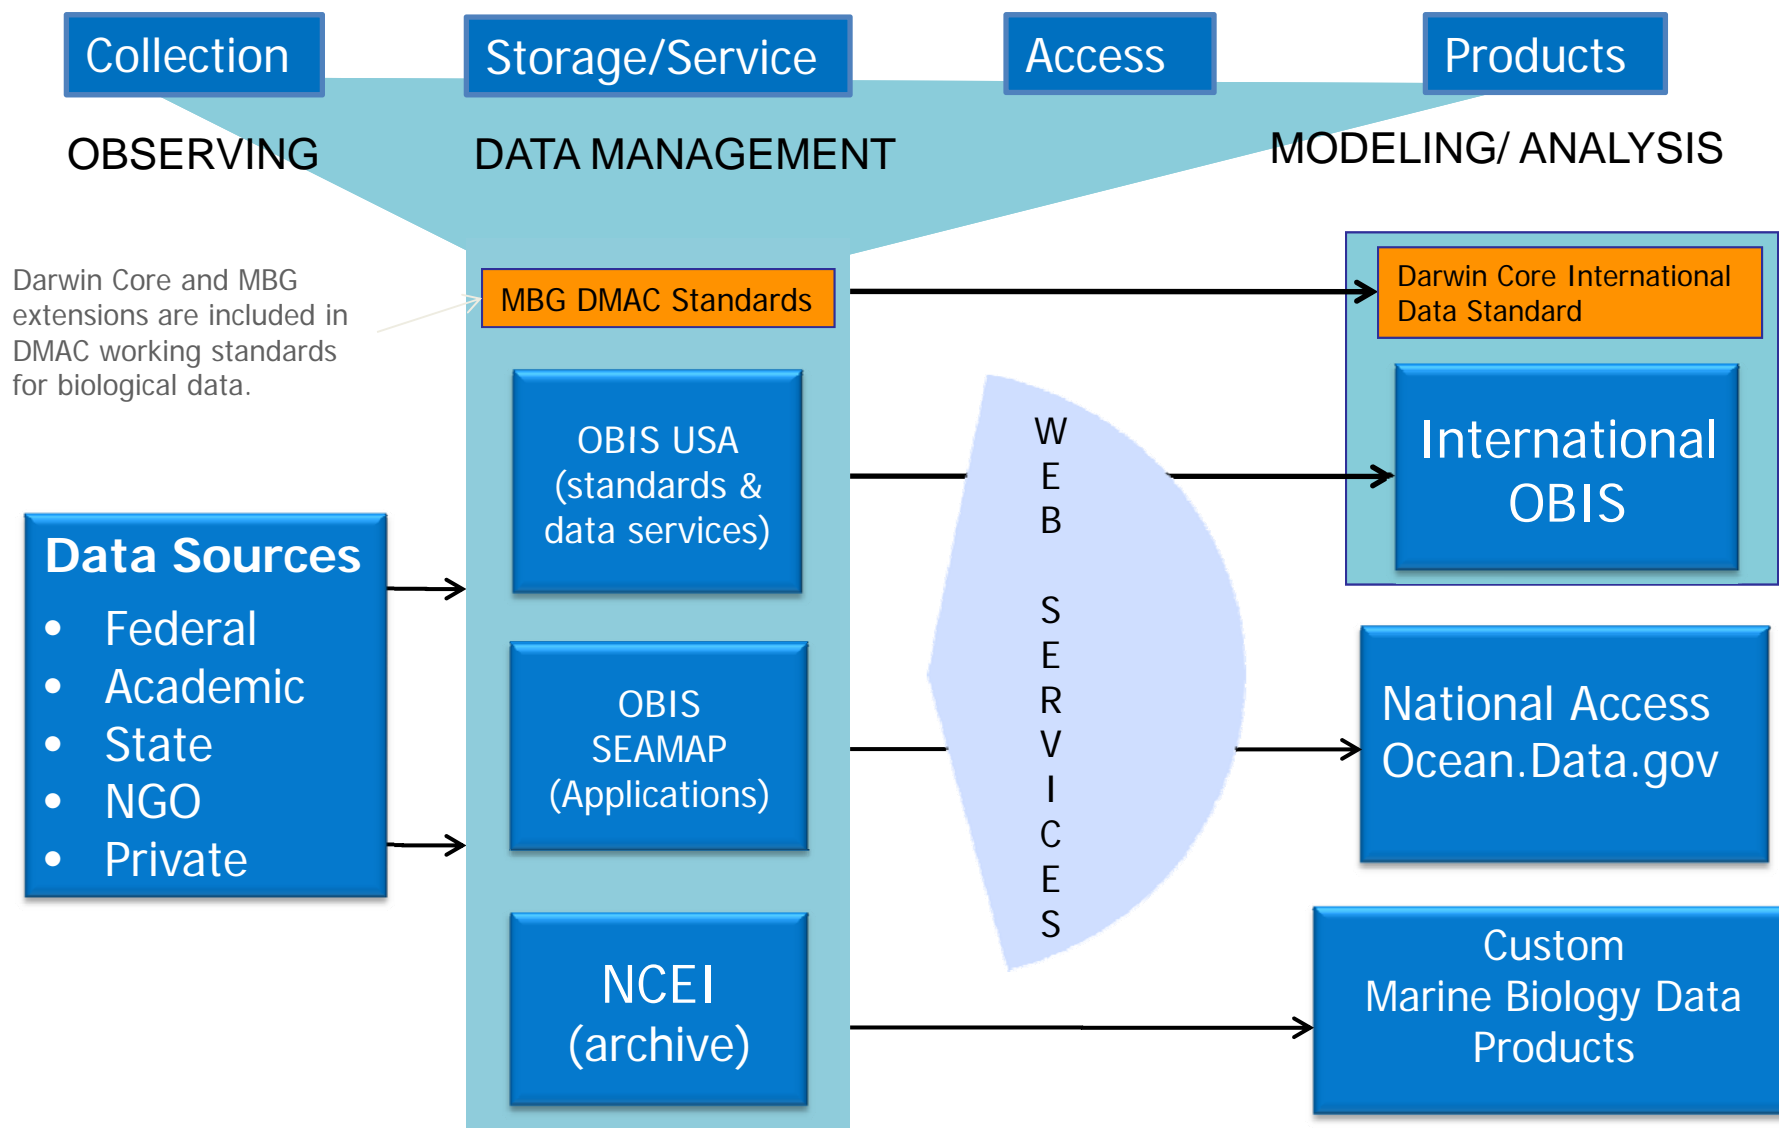 Collection
Storage/Service
Access
Products
OBSERVING
DATA MANAGEMENT
MODELING/ ANALYSIS
Darwin Core and MBG
extensions are included in
DMAC working standards
for biological data.
MBG DMAC Standards
Darwin Core International
Data Standard
OBIS USA
(standards &
data services)
International
OBIS
Data Sources
• Federal
• Academic
• State
• NGO
• Private
OBIS
SEAMAP
(Applications)
WEB SERVICES
National Access
Ocean.Data.gov
NCEI
(archive)
Custom
Marine Biology Data
Products